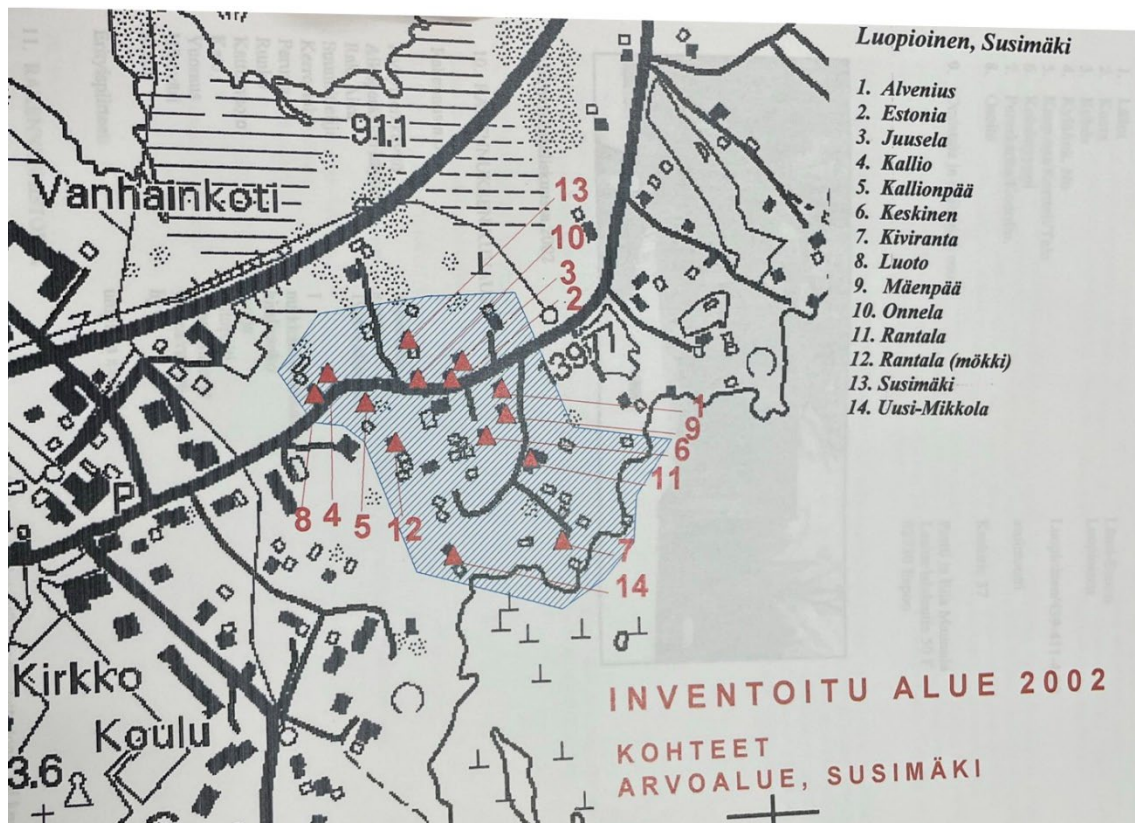 Luopioinen, Susimäki
1. Alvenius
2. Estonia
3. Juusela
4. Kallio
5. Kallionpää
6. Keskinen
7. Kiviranta
8. Luoto
9. Mäenpää
10. Onnela
11. Rantala
12. Rantala (mökki)
13. Susimäki
14. Uusi-Mikkola
91.1
Vanhainkoti
13
10
3
2
139.1
1
9
6
11
8 4 5 12
7
14
P
Kirkko
Koulu
3.6
INVENTOITU ALUE 2002
KOHTEET
ARVOALUE, SUSIMÄKI